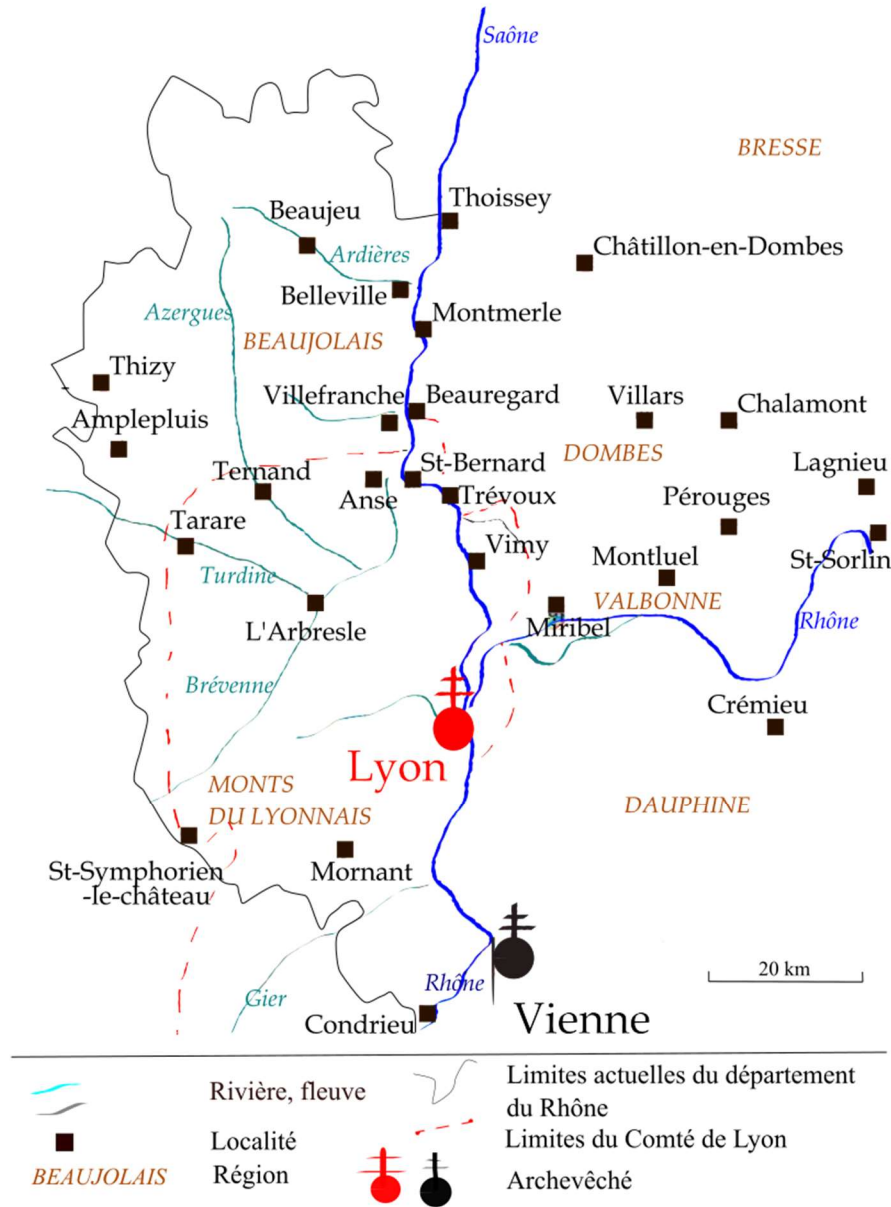 Saône
BRESSE
Thoissey
Beaujeu
Ardières
Châtillon-en-Dombes
Belleville
Azergues
Montmerle
BEAUJOLAIS
Thizy
Villefranche
Beauregard
Villars
Chalamont
Amplepluis
DOMBES
Ternand
St-Bernard
Lagnieu
Anse
Trévoux
Pérouges
Tarare
Vimy
Montluel
St-Sorlin
Turdine
VALBONNE
L'Arbresle
Miribel
Rhône
Brévenne
Crémieu
Lyon
MONTS
DU LYONNAIS
DAUPHINE
St-Symphorien
-le-château
Mornant
20 km
Rhône
Gier
Condrieu
Vienne
Rivière, fleuve
Limites actuelles du département
du Rhône
Localité
Limites du Comté de Lyon
BEAUJOLAIS
Région
Archevêché